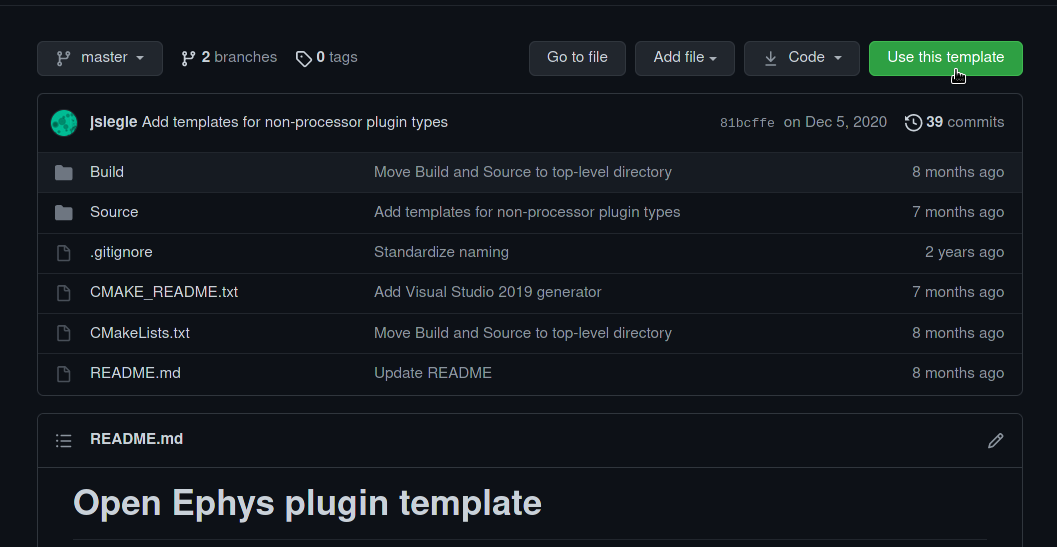 master 2 branches 0 tags Go to file Add file Code Use this template
jsiegle Add templates for non-processor plugin types 81bcffe on Dec 5, 2020 39 commits
Build Move Build and Source to top-level directory 8 months ago
Source Add templates for non-processor plugin types 7 months ago
.gitignore Standardize naming 2 years ago
CMAKE_README.txt Add Visual Studio 2019 generator 7 months ago
CMakeLists.txt Move Build and Source to top-level directory 8 months ago
README.md Update README 8 months ago
README.md
Open Ephys plugin template